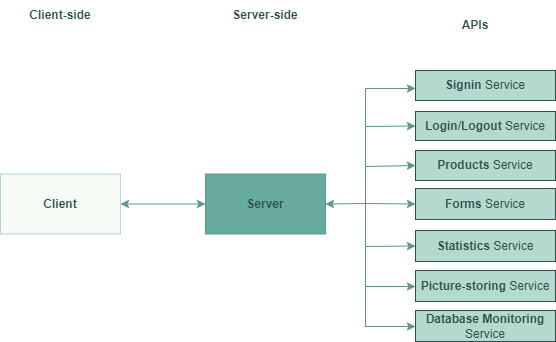 Client-side
Server-side
APIs
Signin Service
Login/Logout Service
Products Service
Client
Server
Forms Service
Statistics Service
Picture-storing Service
Database Monitoring
Service